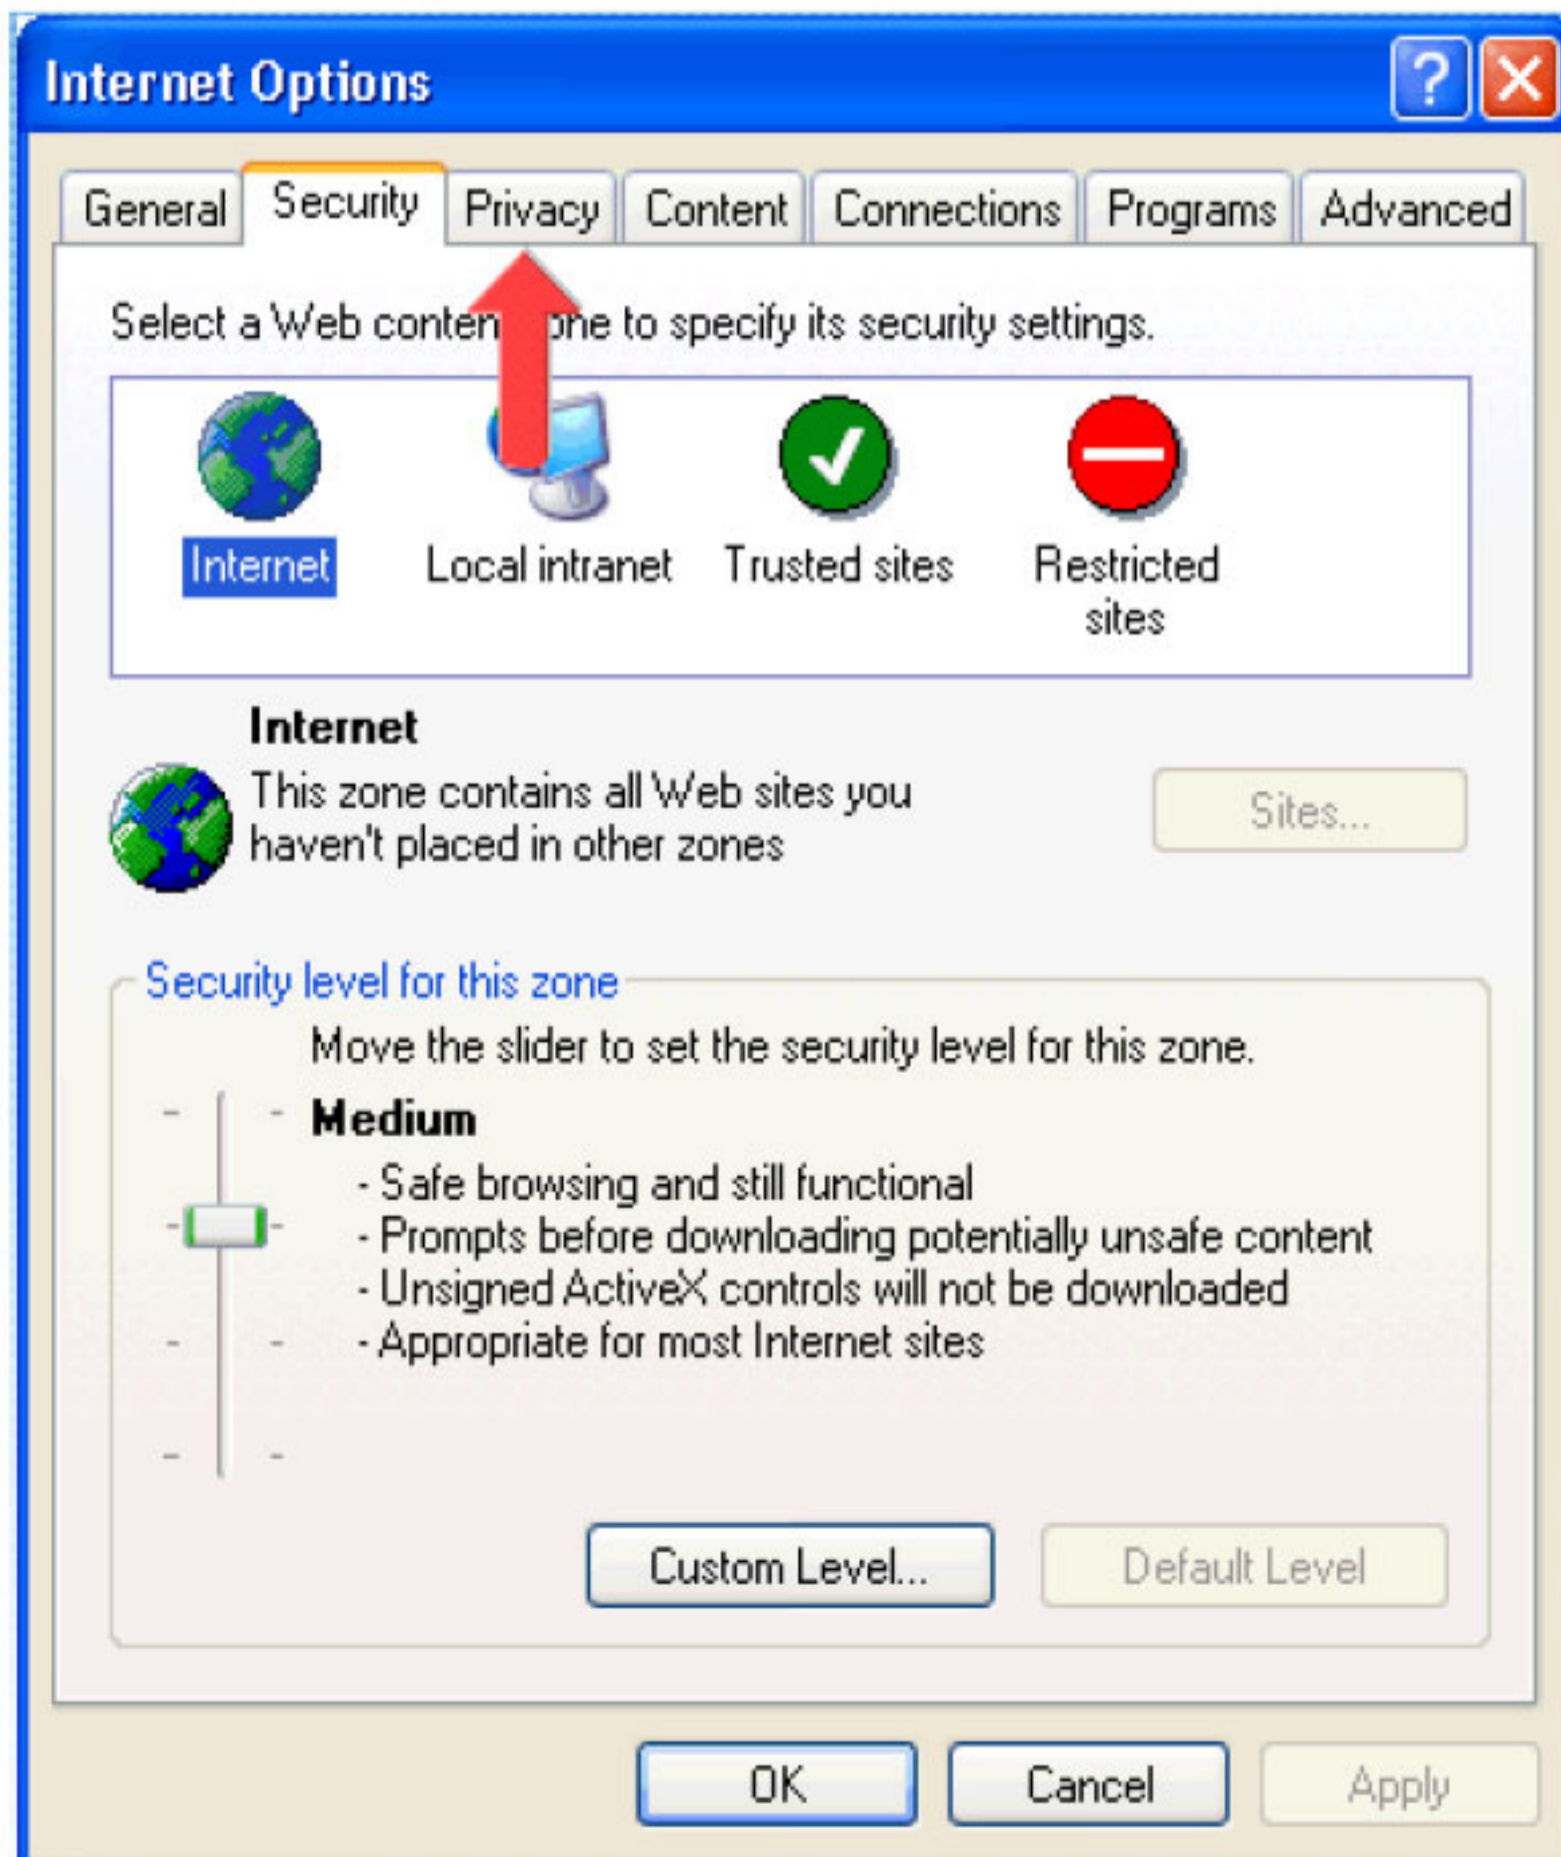 Internet Options
General Security Privacy Content Connections Programs Advanced
Select a Web conten one to specify its security settings.
Internet Local intranet Trusted sites Restricted sites
Internet
This zone contains all Web sites you
haven't placed in other zones
Sites...
Security level for this zone
Move the slider to set the security level for this zone.
Medium
- Safe browsing and still functional
- Prompts before downloading potentially unsafe content
- Unsigned ActiveX controls will not be downloaded
- Appropriate for most Internet sites
Custom Level... Default Level
OK Cancel Apply